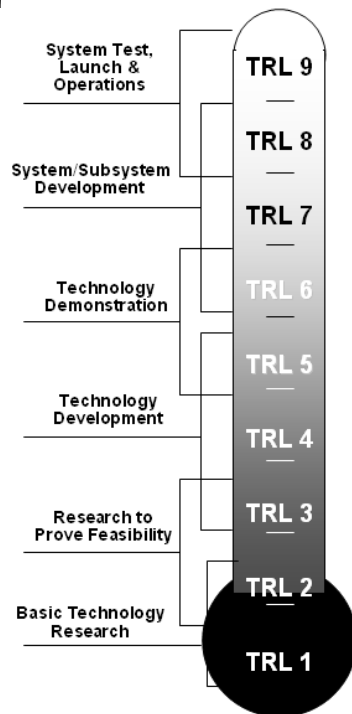 System Test,
Launch &
Operations
System/Subsystem
Development
Technology
Demonstration
Technology
Development
Research to
Prove Feasibility
Basic Technology
Research
TRL 9
TRL 8
TRL 7
TRL 6
TRL 5
TRL 4
TRL 3
TRL 2
TRL 1